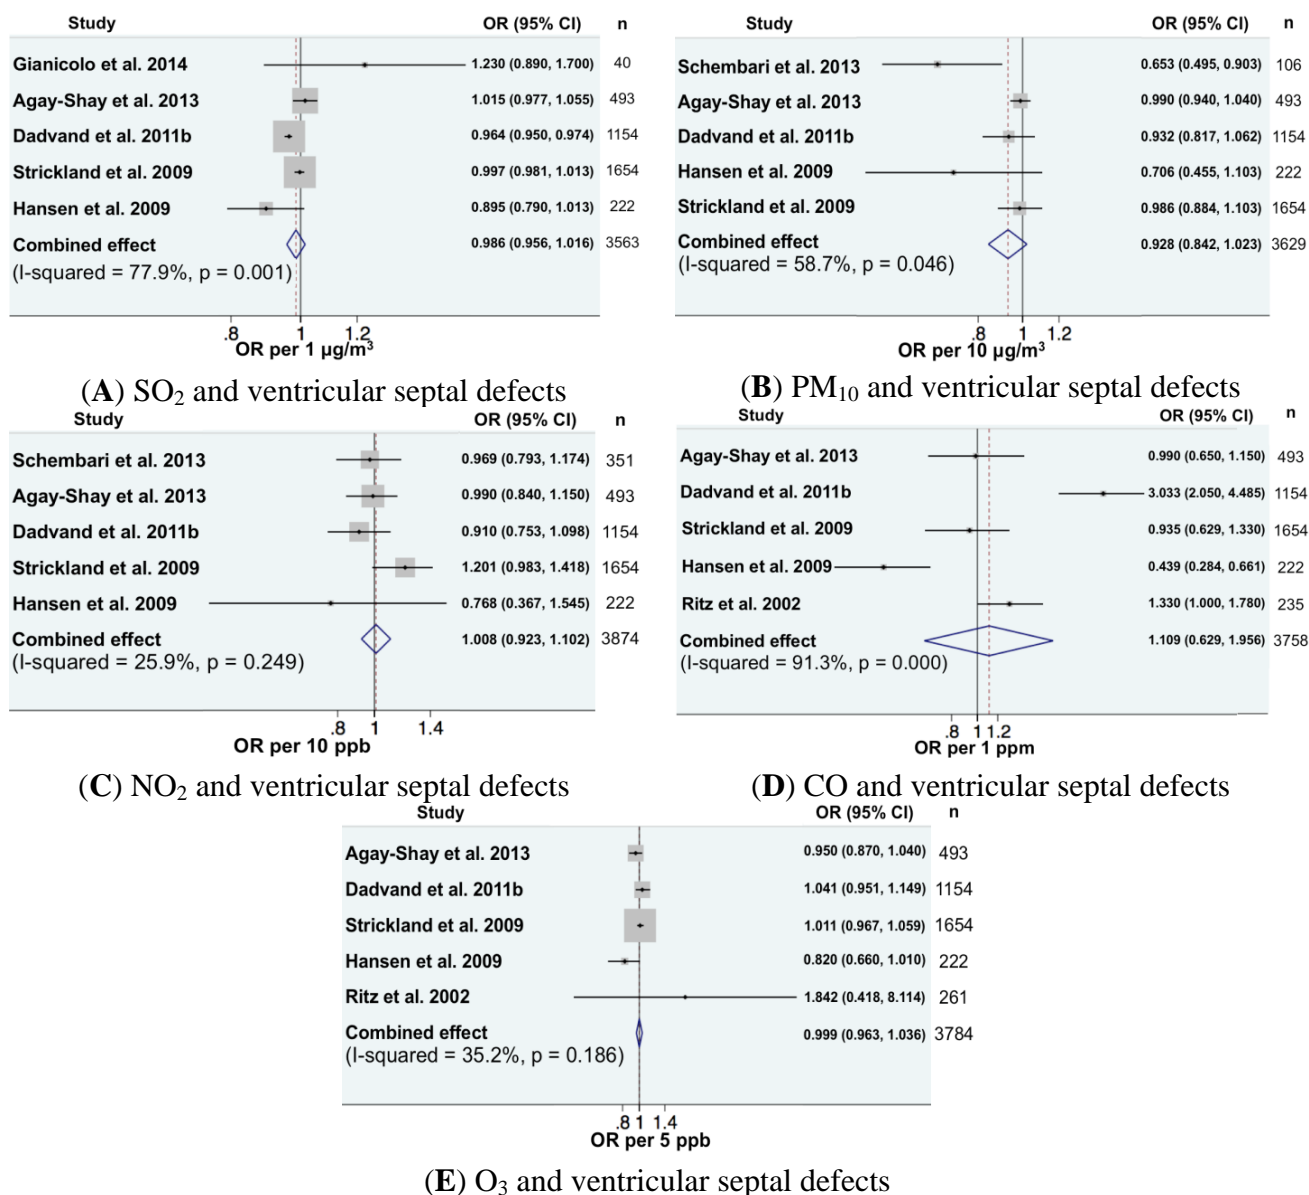 Study OR (95% CI) n
Gianicolo et al. 2014 1.230 (0.890, 1.700) 40
Agay-Shay et al. 2013 1.015 (0.977, 1.055) 493
Dadvand et al. 2011b 0.964 (0.950, 0.974) 1154
Strickland et al. 2009 0.997 (0.981, 1.013) 1654
Hansen et al. 2009 0.895 (0.790, 1.013) 222
Combined effect 0.986 (0.956, 1.016) 3563
(I-squared = 77.9%, p = 0.001)
.8 1 1.2
OR per 1 µg/m³
(A) SO₂ and ventricular septal defects
Study OR (95% CI) n
Schembari et al. 2013 0.653 (0.495, 0.903) 106
Agay-Shay et al. 2013 0.990 (0.940, 1.040) 493
Dadvand et al. 2011b 0.932 (0.817, 1.062) 1154
Hansen et al. 2009 0.706 (0.455, 1.103) 222
Strickland et al. 2009 0.986 (0.884, 1.103) 1654
Combined effect 0.928 (0.842, 1.023) 3629
(I-squared = 58.7%, p = 0.046)
.8 1 1.2
OR per 10 µg/m³
(B) PM₁₀ and ventricular septal defects
Study OR (95% CI) n
Schembari et al. 2013 0.969 (0.793, 1.174) 351
Agay-Shay et al. 2013 0.990 (0.840, 1.150) 493
Dadvand et al. 2011b 0.910 (0.753, 1.098) 1154
Strickland et al. 2009 1.201 (0.983, 1.418) 1654
Hansen et al. 2009 0.768 (0.367, 1.545) 222
Combined effect 1.008 (0.923, 1.102) 3874
(I-squared = 25.9%, p = 0.249)
.8 1 1.4
OR per 10 ppb
(C) NO₂ and ventricular septal defects
Study OR (95% CI) n
Agay-Shay et al. 2013 0.990 (0.650, 1.150) 493
Dadvand et al. 2011b 3.033 (2.050, 4.485) 1154
Strickland et al. 2009 0.935 (0.629, 1.330) 1654
Hansen et al. 2009 0.439 (0.284, 0.661) 222
Ritz et al. 2002 1.330 (1.000, 1.780) 235
Combined effect 1.109 (0.629, 1.956) 3758
(I-squared = 91.3%, p = 0.000)
.8 1 1.2
OR per 1 ppm
(D) CO and ventricular septal defects
Study OR (95% CI) n
Agay-Shay et al. 2013 0.950 (0.870, 1.040) 493
Dadvand et al. 2011b 1.041 (0.951, 1.149) 1154
Strickland et al. 2009 1.011 (0.967, 1.059) 1654
Hansen et al. 2009 0.820 (0.660, 1.010) 222
Ritz et al. 2002 1.842 (0.418, 8.114) 261
Combined effect 0.999 (0.963, 1.036) 3784
(I-squared = 35.2%, p = 0.186)
.8 1 1.4
OR per 5 ppb
(E) O₃ and ventricular septal defects